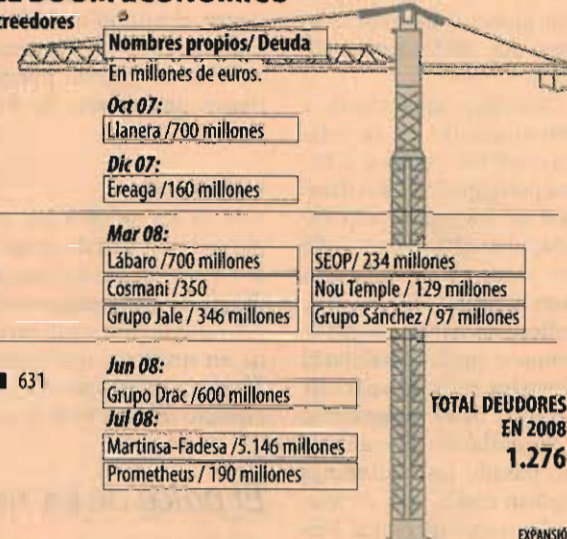 creedores
Nombres propios/ Deuda
En millones de euros.
Oct 07:
Llanera /700 millones
Dic 07:
Ereaga /160 millones
Mar 08:
Lábaro /700 millones
Cosmani /350
Grupo Jale / 346 millones
SEOP/ 234 millones
Nou Temple / 129 millones
Grupo Sánchez / 97 millones
631
Jun 08:
Grupo Drac /600 millones
Jul 08:
Martinsa-Fadesa /5.146 millones
Prometheus / 190 millones
TOTAL DEUDORES
EN 2008
1.276
EXPANSIÓ